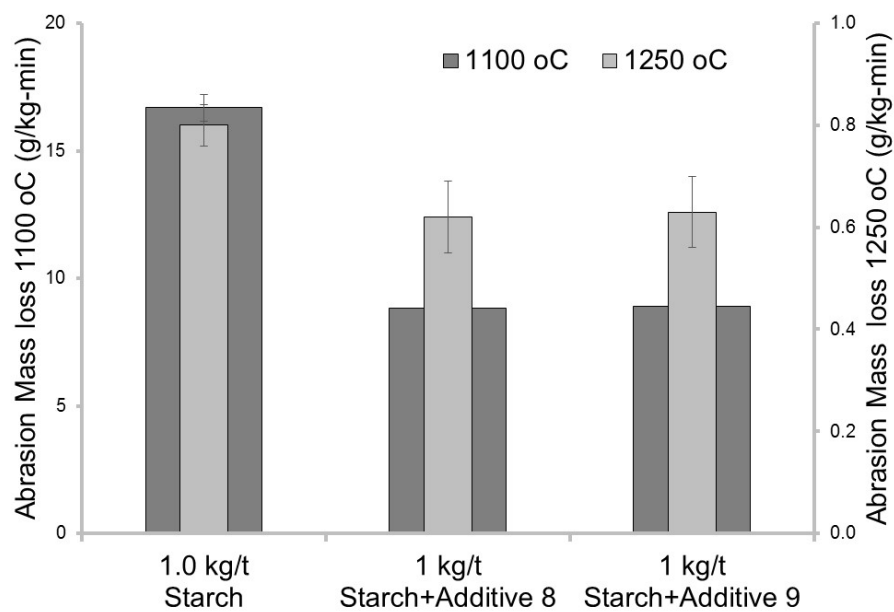 Abrasion Mass loss 1100 oC (g/kg-min)
20
15
10
5
0
1100 oC
1250 oC
1.0
0.8
0.6
0.4
0.2
0.0
Abrasion Mass loss 1250 oC (g/kg-min)
1.0 kg/t
Starch
1 kg/t
Starch+Additive 8
1 kg/t
Starch+Additive 9